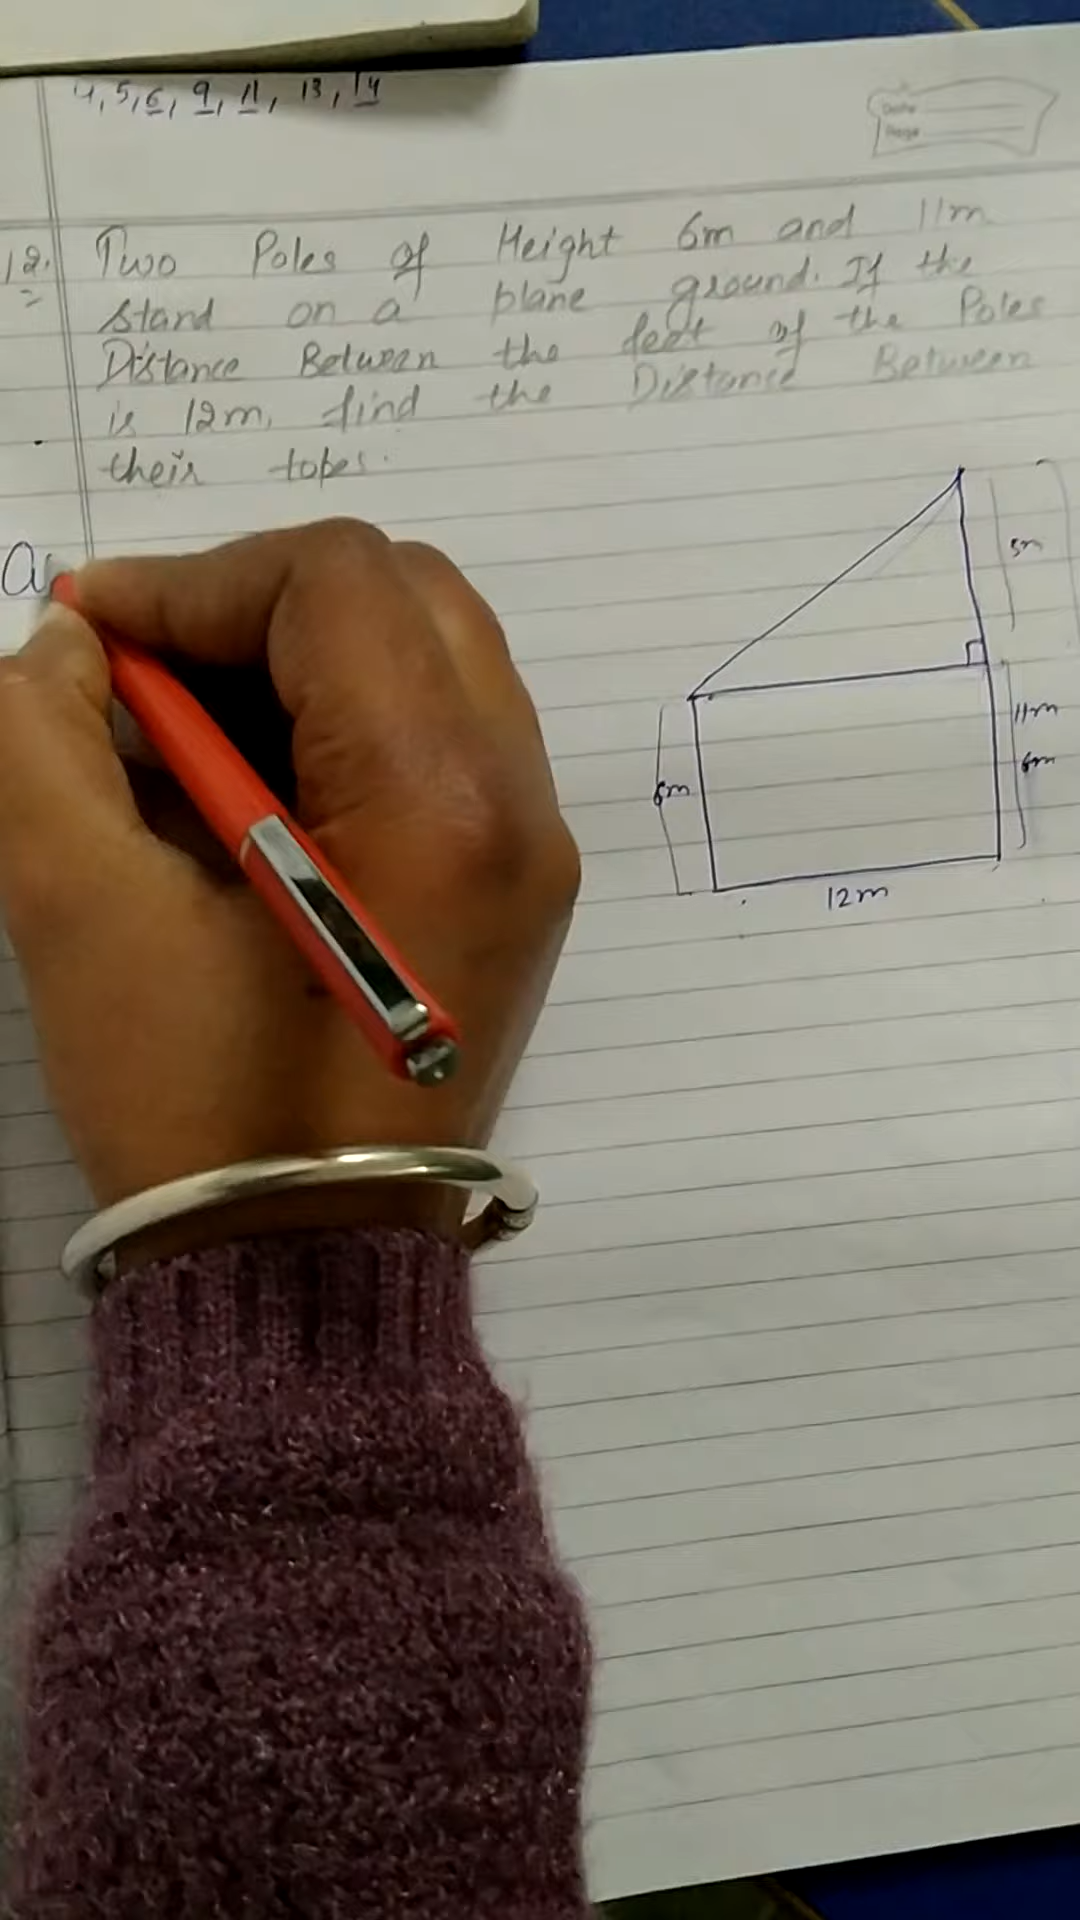 4, 5, 6, 9, 11, 13, 14
Date
Page
12. Two Poles of Height 6m and 11m
stand on a plane ground. If the
Distance Between the feet of the Poles
is 12m, find the Distance Between
their topes.
5m
11m
6m
6m
12m